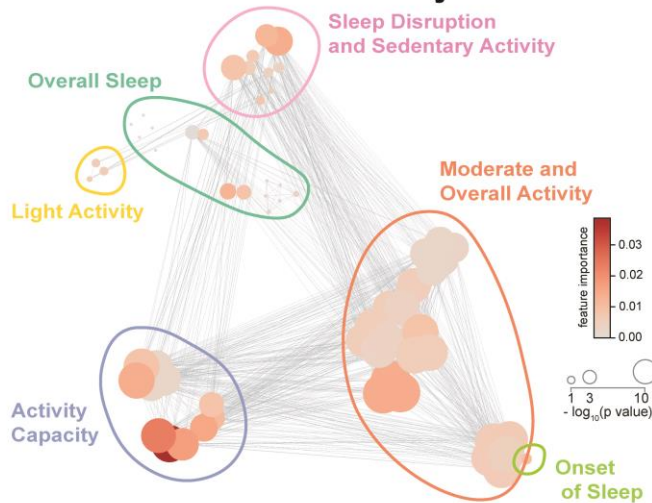 Sleep Disruption
and Sedentary Activity
Overall Sleep
Light Activity
Moderate and
Overall Activity
feature importance
0.03
0.02
0.01
0.00
1 3 10
- log10(p value)
Activity
Capacity
Onset
of Sleep